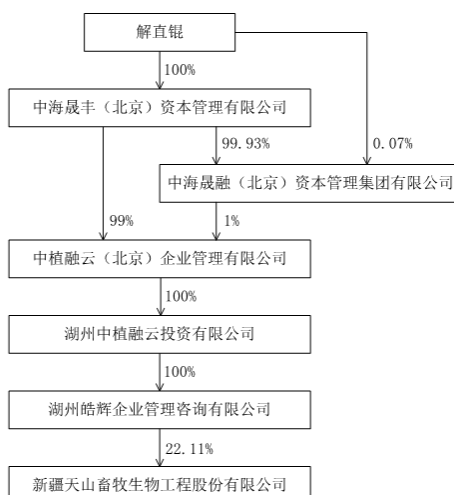 解直锟
100%
中海晟丰（北京）资本管理有限公司
99.93%
0.07%
中海晟融（北京）资本管理集团有限公司
99%
1%
中植融云（北京）企业管理有限公司
100%
湖州中植融云投资有限公司
100%
湖州皓辉企业管理咨询有限公司
22.11%
新疆天山畜牧生物工程股份有限公司